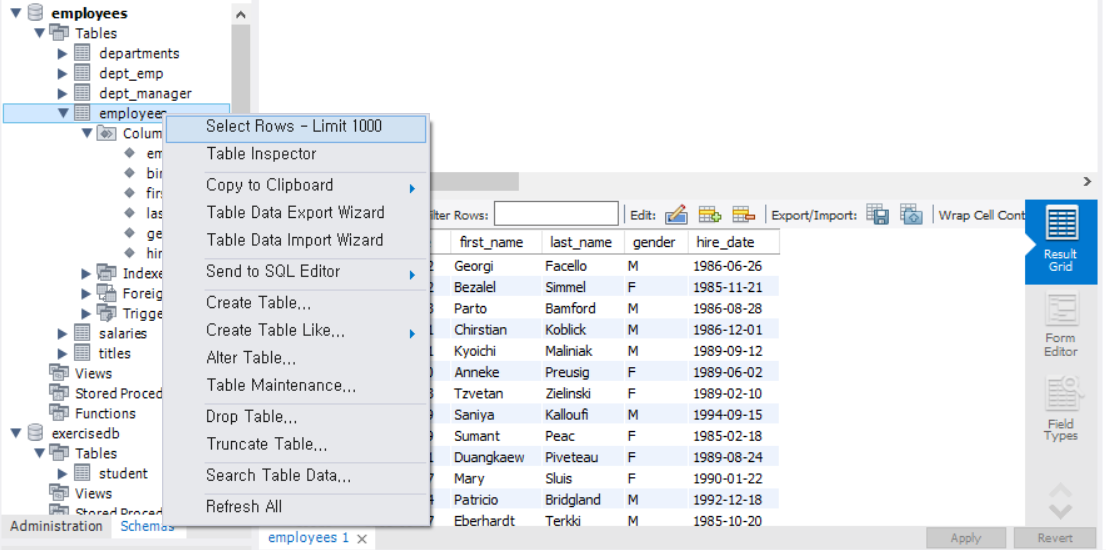 employees
Tables
departments
dept_emp
dept_manager
employees
Colum
em
bir
firs
las
ge
hir
Indexe
Foreig
Trigge
salaries
titles
Views
Stored Proced
Functions
exercisedb
Tables
student
Views
Stored Proced
Administration Schemas
Select Rows - Limit 1000
Table Inspector
Copy to Clipboard
Table Data Export Wizard
Table Data Import Wizard
Send to SQL Editor
Create Table...
Create Table Like...
Alter Table...
Table Maintenance...
Drop Table...
Truncate Table...
Search Table Data...
Refresh All
ilter Rows: Edit: Export/Import: Wrap Cell Cont
first_name last_name gender hire_date
Georgi Facello M 1986-06-26
Bezalel Simmel F 1985-11-21
Parto Bamford M 1986-08-28
Chirstian Koblick M 1986-12-01
Kyoichi Maliniak M 1989-09-12
Anneke Preusig F 1989-06-02
Tzvetan Zielinski F 1989-02-10
Saniya Kalloufi M 1994-09-15
Sumant Peac F 1985-02-18
Duangkaew Piveteau F 1989-08-24
Mary Sluis F 1990-01-22
Patricio Bridgland M 1992-12-18
Eberhardt Terkki M 1985-10-20
Result
Grid
Form
Editor
Field
Types
employees 1
Apply Revert